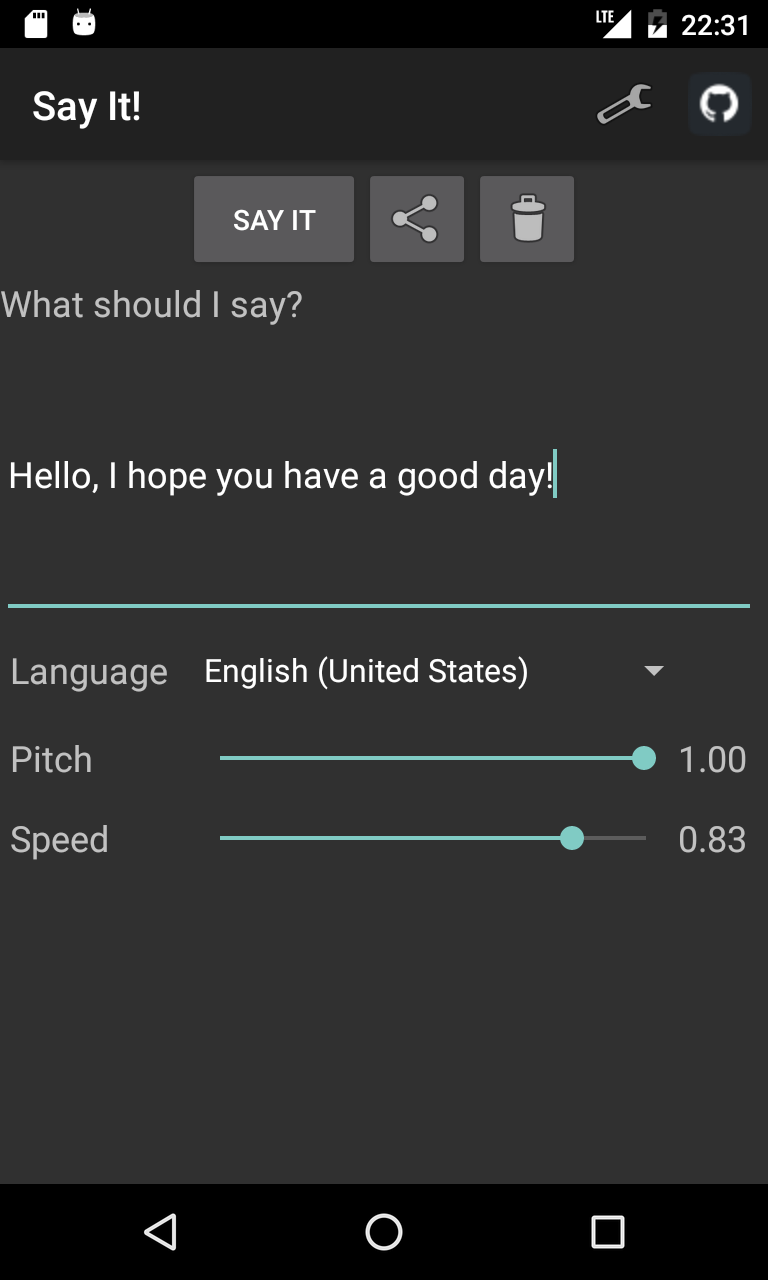 LTE 22:31
Say It!
SAY IT
What should I say?
Hello, I hope you have a good day!
Language English (United States)
Pitch 1.00
Speed 0.83